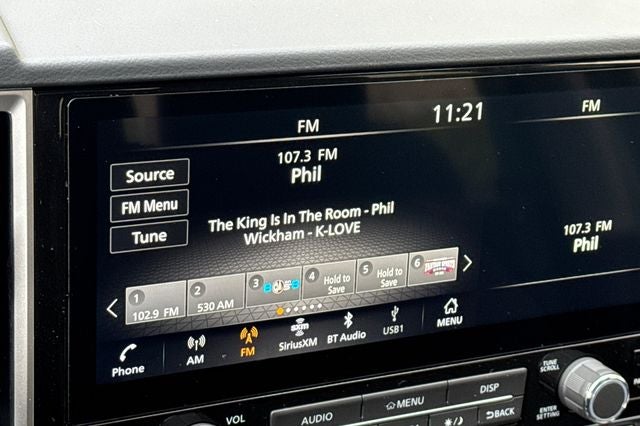 FM
11:21
FM
107.3 FM
Phil
Source
FM Menu
Tune
The King Is In The Room - Phil
Wickham - K-LOVE
107.3 FM
Phil
1
102.9 FM
2
530 AM
3
4
Hold to
Save
5
Hold to
Save
6
Phone
AM
FM
sxm
SiriusXM
BT Audio
USB1
MENU
VOL
AUDIO
MENU
DISP
BACK
TUNE
SCROLL
ENTER
SETTING